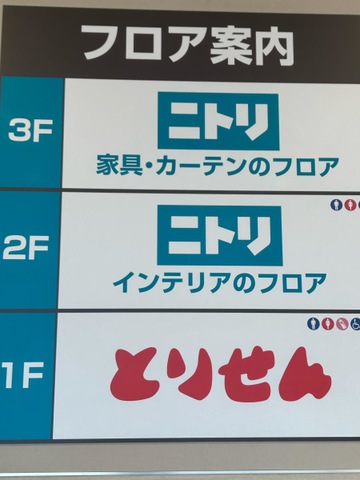 フロア案内
3F
ニトリ
家具・カーテンのフロア
2F
ニトリ
インテリアのフロア
1F
とりせん